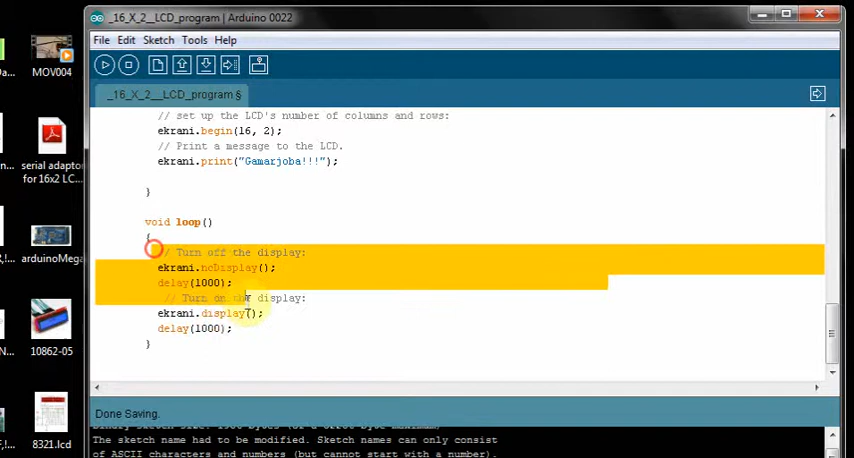 _16_X_2__LCD_program | Arduino 0022
File Edit Sketch Tools Help
_16_X_2__LCD_program §
// set up the LCD's number of columns and rows:
ekrani.begin(16, 2);
// Print a message to the LCD.
ekrani.print("Gamarjoba!!!");
}
void loop()
{
// Turn off the display:
ekrani.noDisplay();
delay(1000);
// Turn on the display:
ekrani.display();
delay(1000);
}
Done Saving.
The sketch name had to be modified. Sketch names can only consist
of ASCII characters and numbers (but cannot start with a number).
MOV004
serial adaptor
for 16x2 LC...
arduinoMega
10862-05
8321.lcd